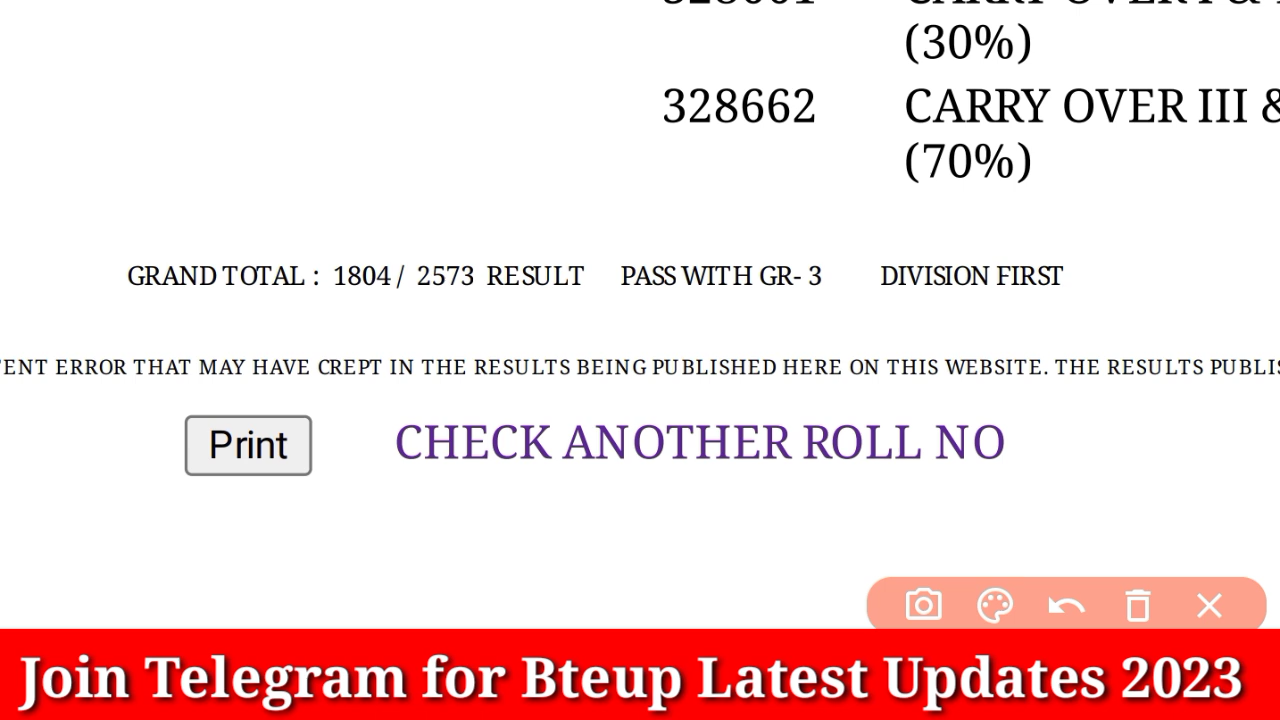 (30%)
328662 CARRY OVER III &
(70%)
GRAND TOTAL : 1804 / 2573 RESULT PASS WITH GR- 3 DIVISION FIRST
ERROR THAT MAY HAVE CREPT IN THE RESULTS BEING PUBLISHED HERE ON THIS WEBSITE. THE RESULTS
Print CHECK ANOTHER ROLL NO
Join Telegram for Bteup Latest Updates 2023